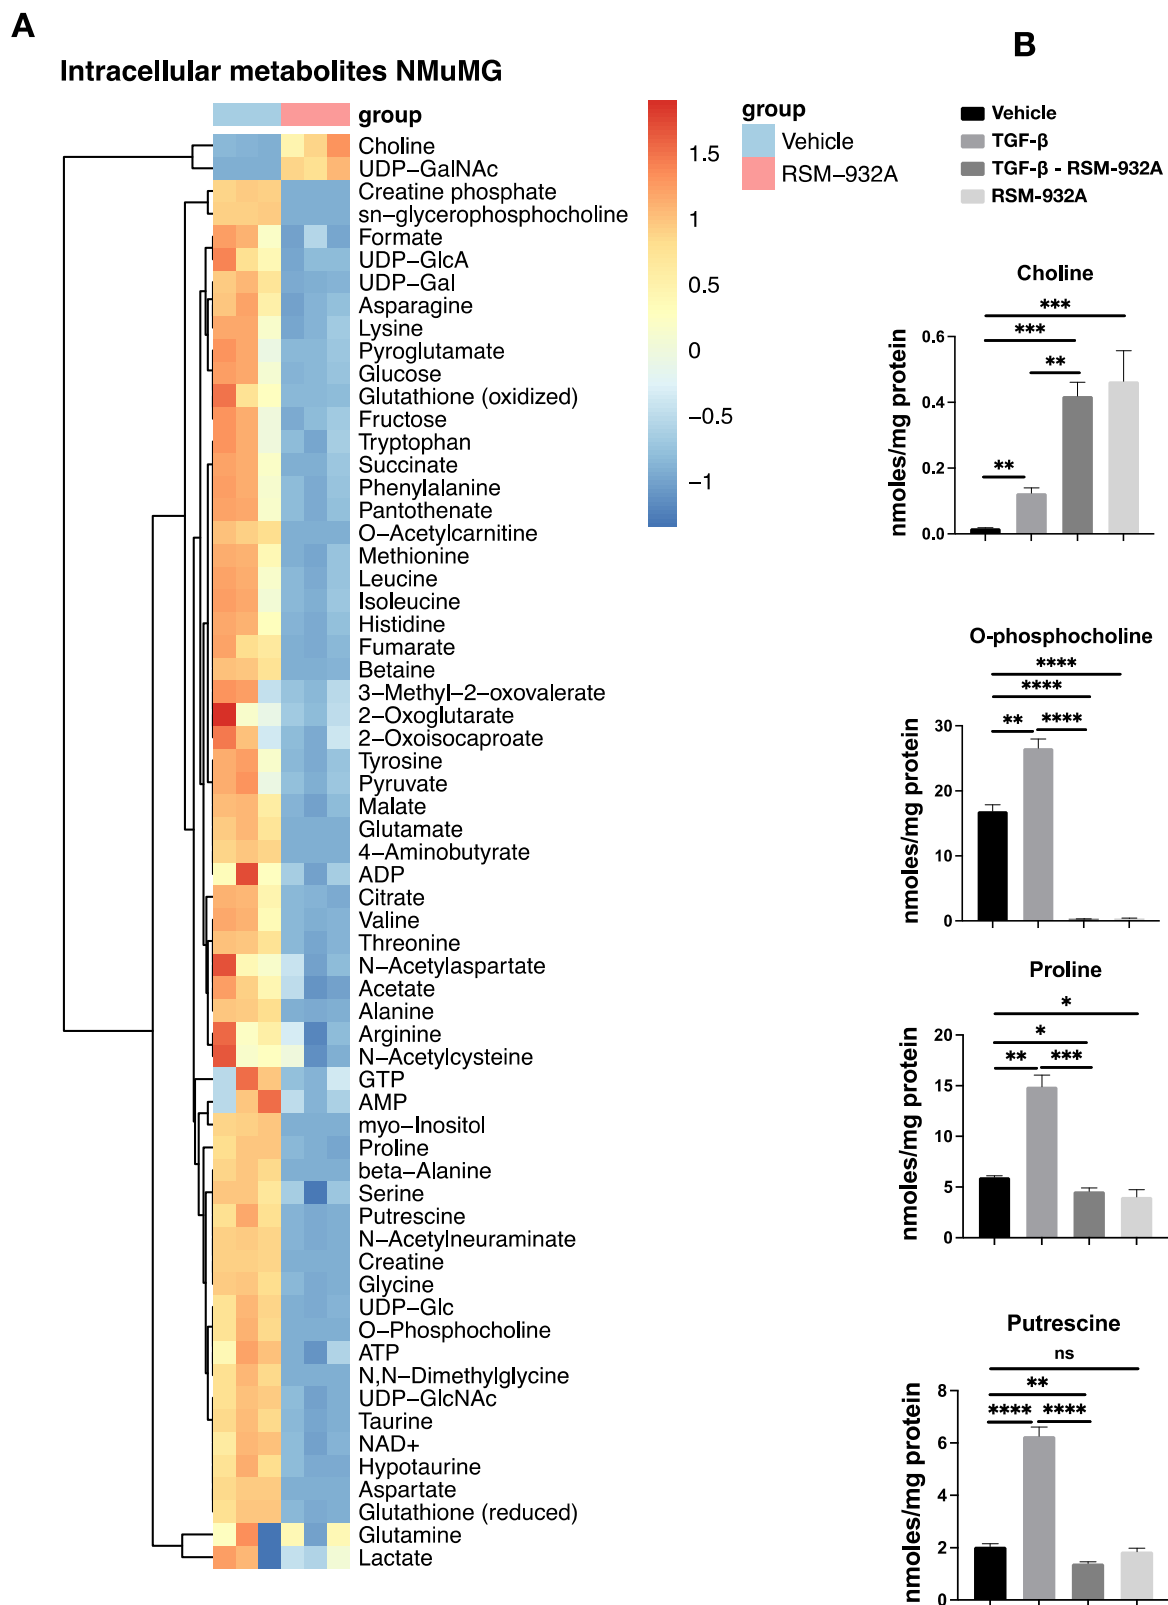 A
Intracellular metabolites NMuMG
group
Choline
UDP−GalNAc
Creatine phosphate
sn−glycerophosphocholine
Formate
UDP−GlcA
UDP−Gal
Asparagine
Lysine
Pyroglutamate
Glucose
Glutathione (oxidized)
Fructose
Tryptophan
Succinate
Phenylalanine
Pantothenate
O−Acetylcarnitine
Methionine
Leucine
Isoleucine
Histidine
Fumarate
Betaine
3−Methyl−2−oxovalerate
2−Oxoglutarate
2−Oxoisocaproate
Tyrosine
Pyruvate
Malate
Glutamate
4−Aminobutyrate
ADP
Citrate
Valine
Threonine
N−Acetylaspartate
Acetate
Alanine
Arginine
N−Acetylcysteine
GTP
AMP
myo−Inositol
Proline
beta−Alanine
Serine
Putrescine
N−Acetylneuraminate
Creatine
Glycine
UDP−Glc
O−Phosphocholine
ATP
N,N−Dimethylglycine
UDP−GlcNAc
Taurine
NAD+
Hypotaurine
Aspartate
Glutathione (reduced)
Glutamine
Lactate
1.5
1
0.5
0
−0.5
−1
group
Vehicle
RSM−932A
B
Vehicle
TGF-β
TGF-β - RSM-932A
RSM-932A
Choline
***
***
**
**
0.6
0.4
0.2
0.0
nmoles/mg protein
O-phosphocholine
****
****
** ****
30
20
10
0
nmoles/mg protein
Proline
*
*
** ***
20
15
10
5
0
nmoles/mg protein
Putrescine
ns
**
**** ****
8
6
4
2
0
nmoles/mg protein